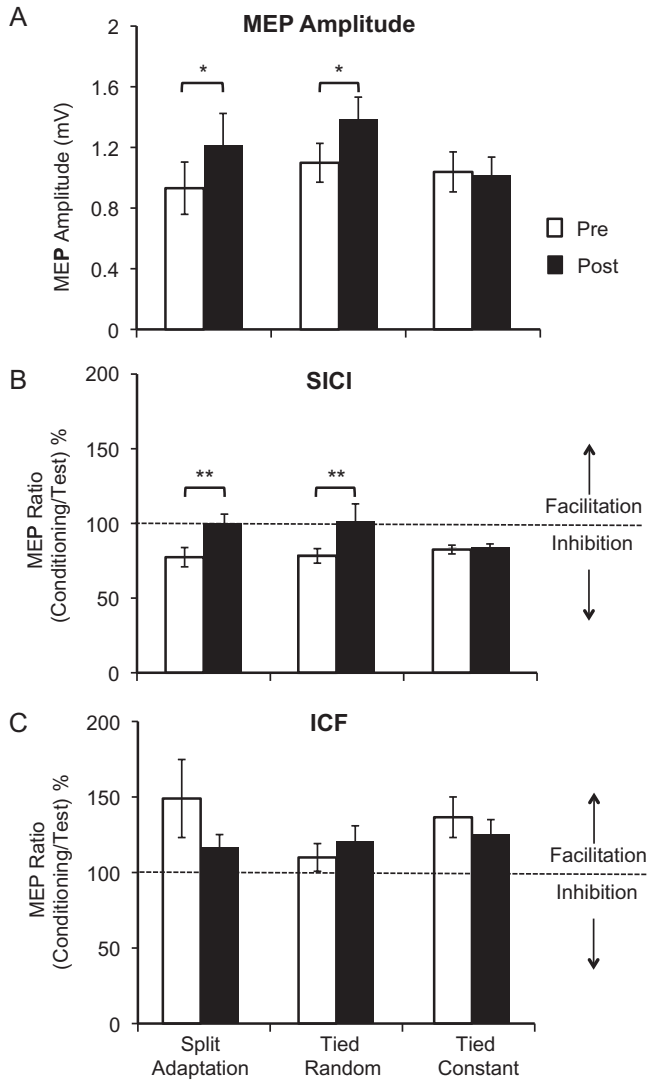 A
MEP Amplitude
2
1.6
1.2
0.8
0.4
0
MEP Amplitude (mV)
*
*
Pre
Post
B
SICI
200
150
100
50
0
MEP Ratio
(Conditioning/Test) %
**
**
Facilitation
Inhibition
C
ICF
200
150
100
50
0
MEP Ratio
(Conditioning/Test) %
Facilitation
Inhibition
Split
Adaptation
Tied
Random
Tied
Constant